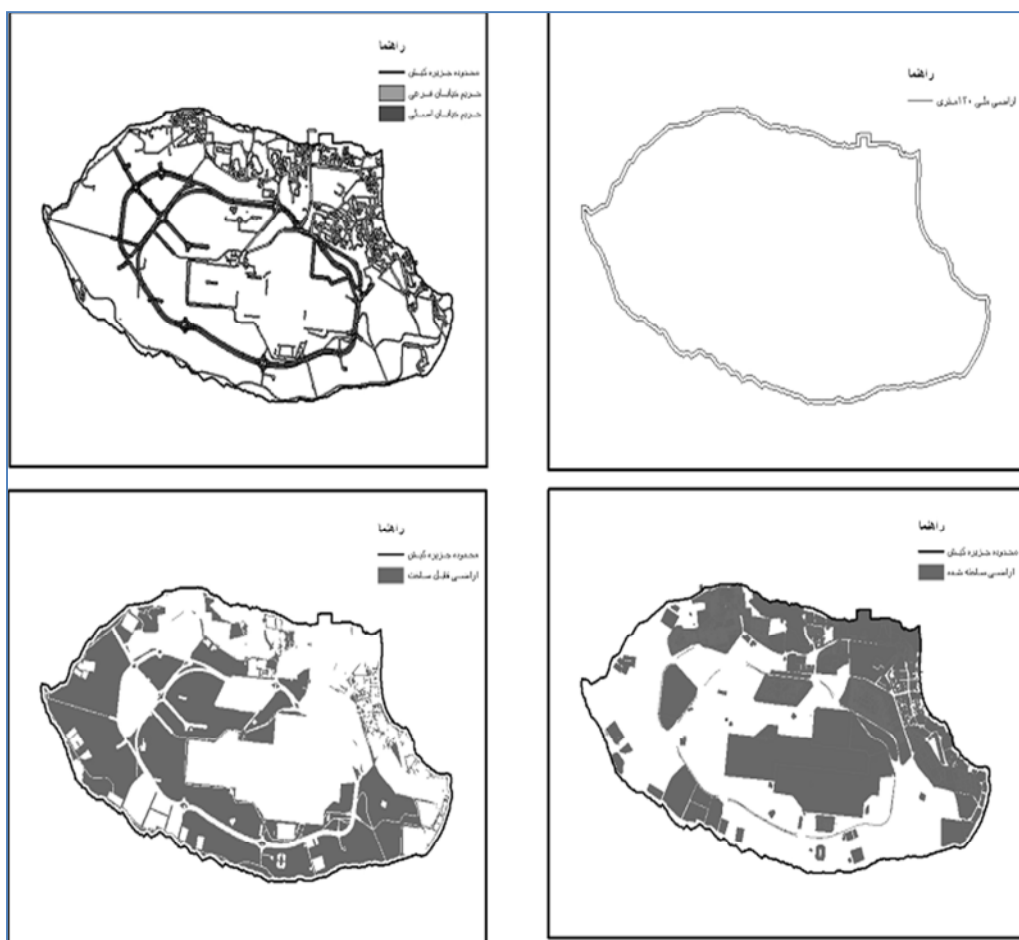 راهنما
محدوده جزیره کیش
حریم خیابان فرعی
حریم خیابان اصلی
راهنما
اراضی ملی ۱۲۰ متری
راهنما
محدوده جزیره کیش
اراضی قابل ساخت
راهنما
محدوده جزیره کیش
اراضی ساخته شده